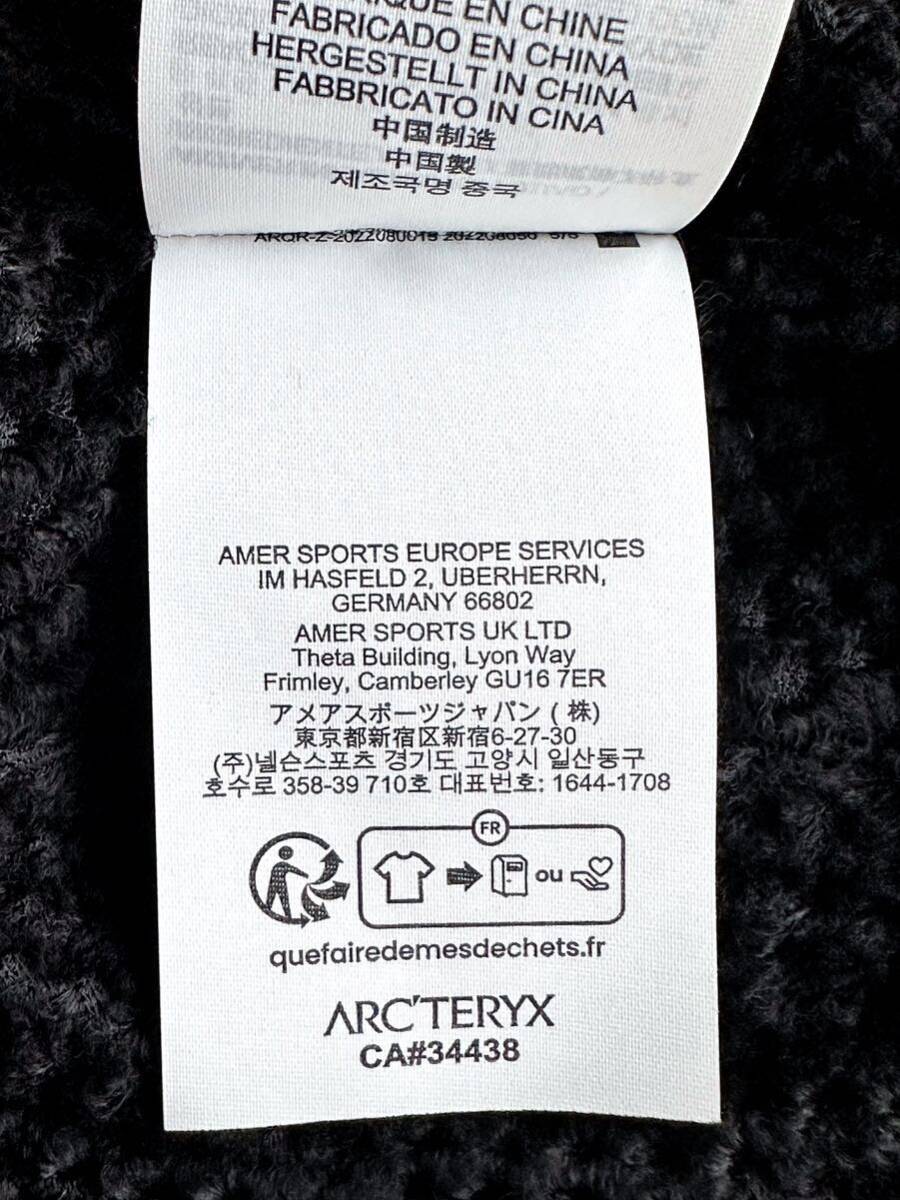 QUE EN CHINE
FABRICADO EN CHINA
HERGESTELLT IN CHINA
FABBRICATO IN CINA
中国制造
中国製
제조국명 중국
AMER SPORTS EUROPE SERVICES
IM HASFELD 2, UBERHERRN,
GERMANY 66802
AMER SPORTS UK LTD
Theta Building, Lyon Way
Frimley, Camberley GU16 7ER
アメアスポーツジャパン (株)
東京都新宿区新宿6-27-30
(주)넬슨스포츠 경기도 고양시 일산동구
호수로 358-39 710호 대표번호: 1644-1708
FR
ou
quefairedemesdechets.fr
ARC'TERYX
CA#34438